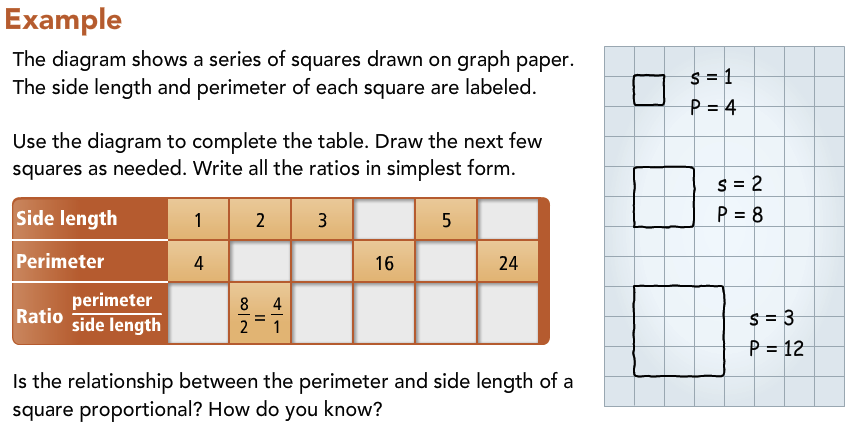 Example
The diagram shows a series of squares drawn on graph paper.
The side length and perimeter of each square are labeled.
Use the diagram to complete the table. Draw the next few
squares as needed. Write all the ratios in simplest form.
Side length 1 2 3 5
Perimeter 4 16 24
Ratio perimeter/side length 8/2 = 4/1
Is the relationship between the perimeter and side length of a
square proportional? How do you know?
s = 1
P = 4
s = 2
P = 8
s = 3
P = 12